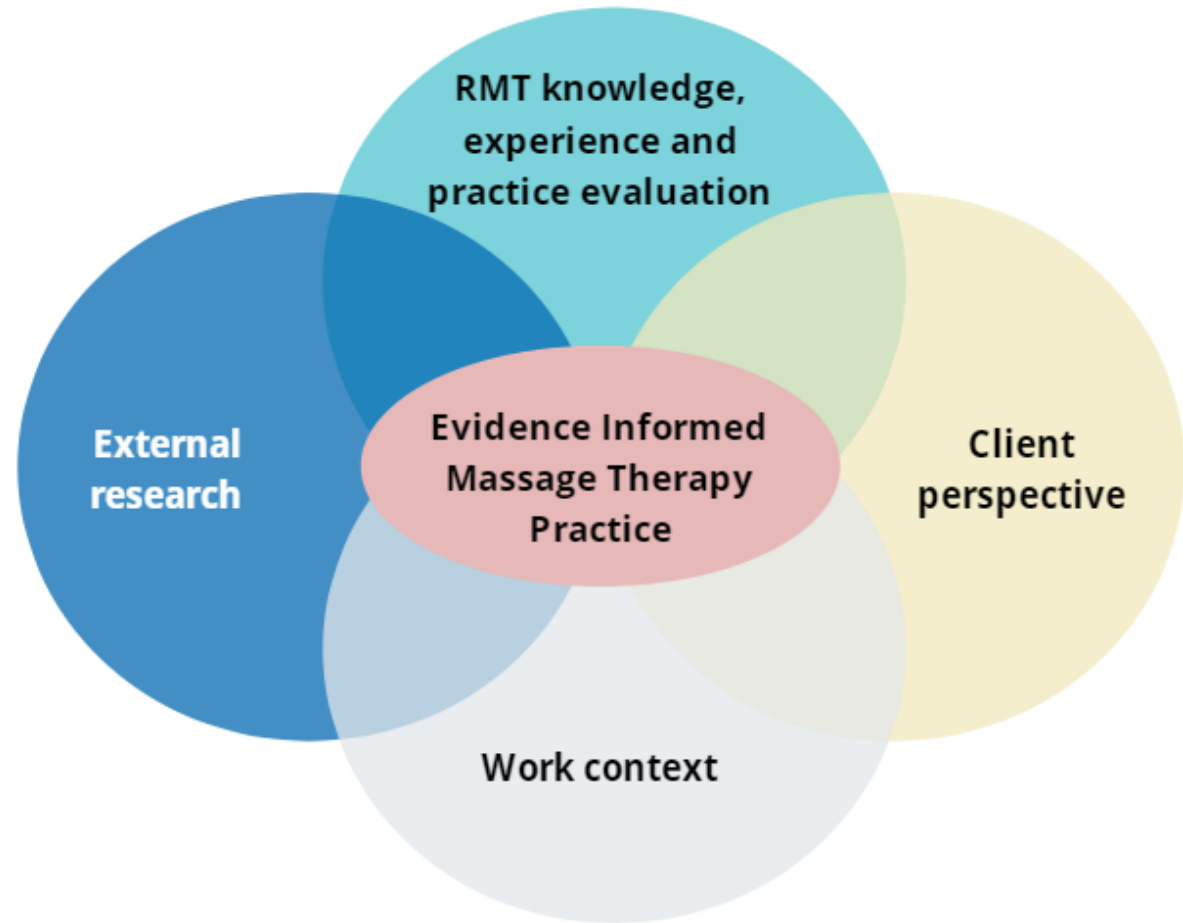 RMT knowledge,
experience and
practice evaluation
External
research
Evidence Informed
Massage Therapy
Practice
Client
perspective
Work context